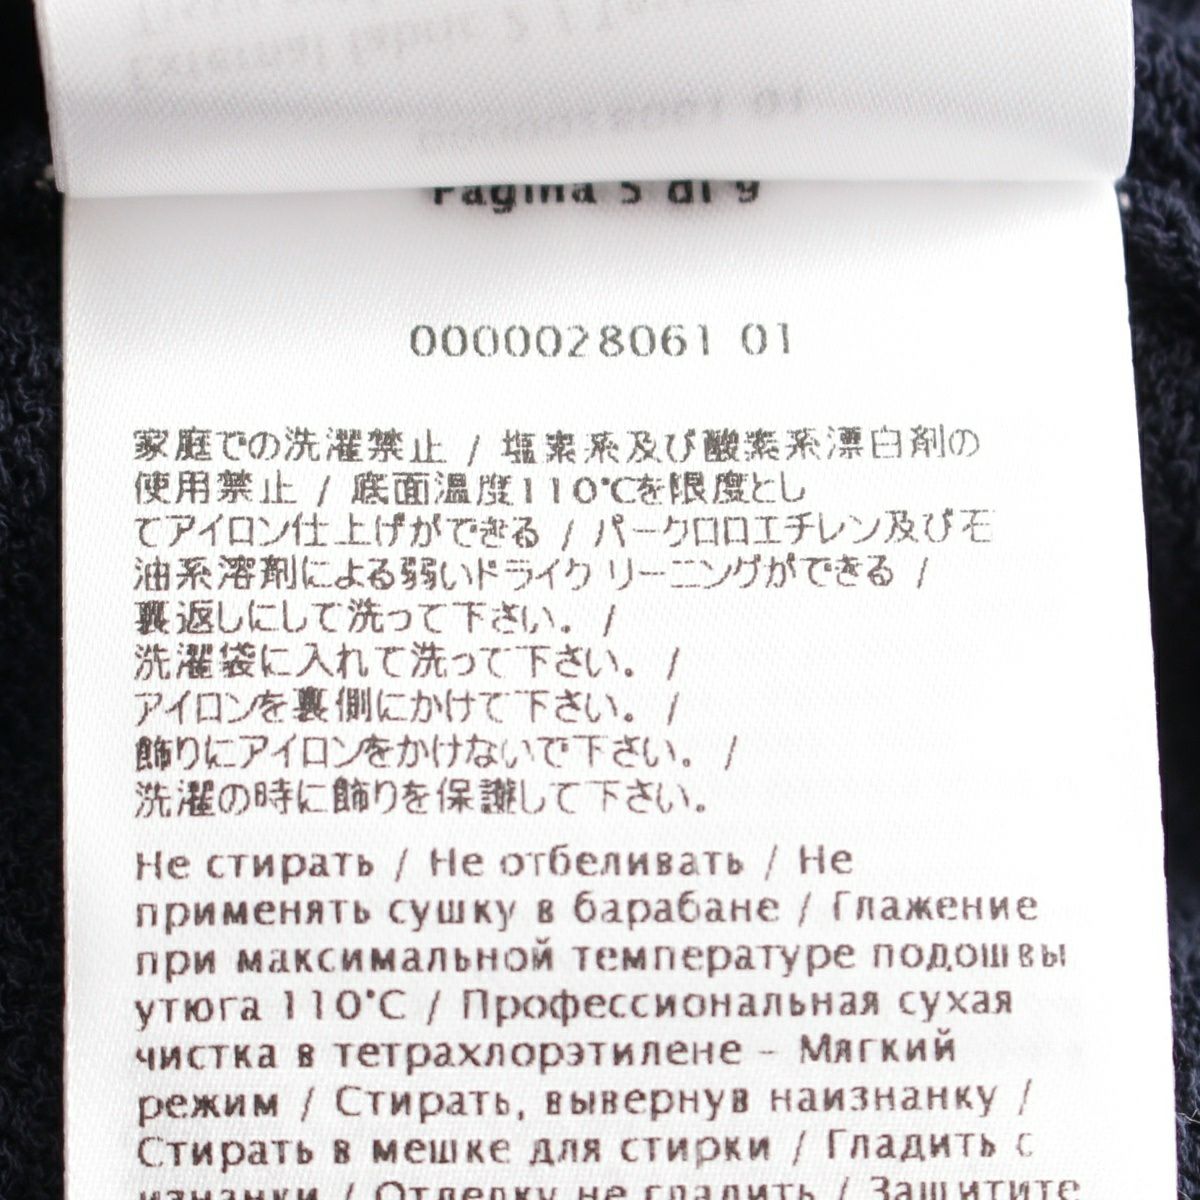 Pagina 5 di 9
0000028061 01
家庭での洗濯禁止 / 塩素系及び酸素系漂白剤の
使用禁止 / 底面温度110℃を限度とし
てアイロン仕上げができる / パークロロエチレン及び石
油系溶剤による弱いドライクリーニングができる /
裏返しにして洗って下さい。 /
洗濯袋に入れて洗って下さい。 /
アイロンを裏側にかけて下さい。 /
飾りにアイロンをかけないで下さい。 /
洗濯の時に飾りを保護して下さい。
Не стирать / Не отбеливать / Не
применять сушку в барабане / Глажение
при максимальной температуре подошвы
утюга 110°C / Профессиональная сухая
чистка в тетрахлорэтилене – Мягкий
режим / Стирать, вывернув наизнанку /
Стирать в мешке для стирки / Гладить с
изнанки / Отделку не гладить / Защитите